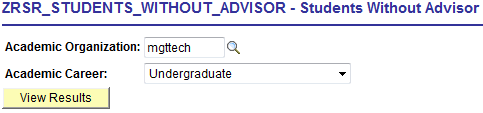 ZRSR_STUDENTS_WITHOUT_ADVISOR - Students Without Advisor
Academic Organization: mgttech
Academic Career: Undergraduate
View Results